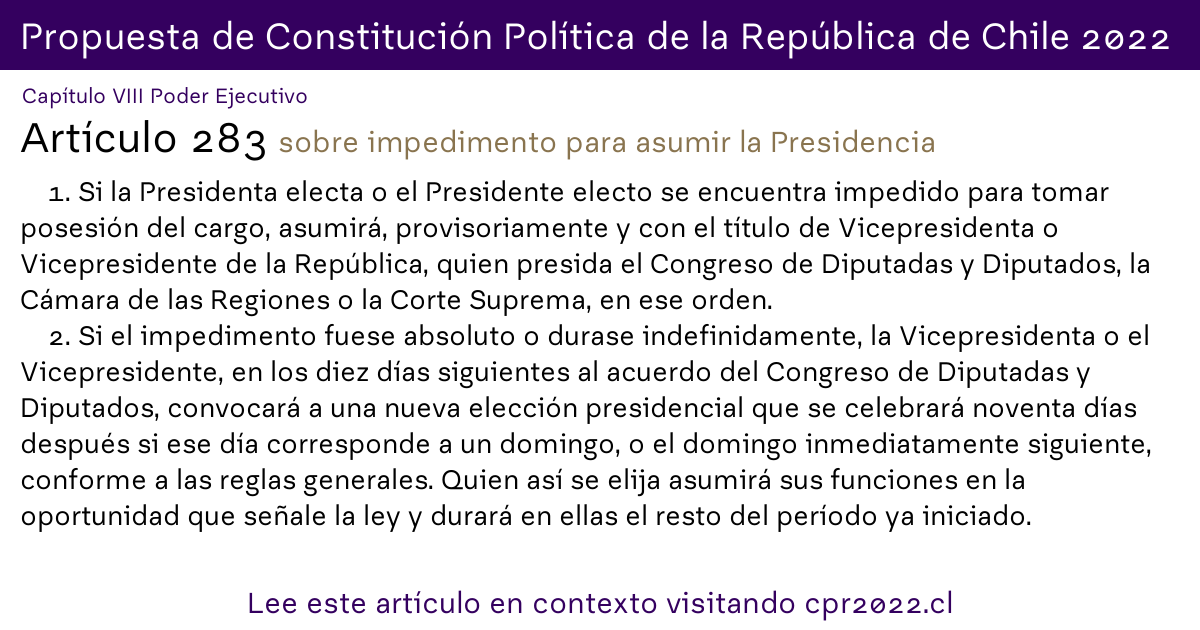 Propuesta de Constitución Política de la República de Chile 2022
Capítulo VIII Poder Ejecutivo
Artículo 283 sobre impedimento para asumir la Presidencia
1. Si la Presidenta electa o el Presidente electo se encuentra impedido para tomar
posesión del cargo, asumirá, provisoriamente y con el título de Vicepresidenta o
Vicepresidente de la República, quien presida el Congreso de Diputadas y Diputados, la
Cámara de las Regiones o la Corte Suprema, en ese orden.
2. Si el impedimento fuese absoluto o durase indefinidamente, la Vicepresidenta o el
Vicepresidente, en los diez días siguientes al acuerdo del Congreso de Diputadas y
Diputados, convocará a una nueva elección presidencial que se celebrará noventa días
después si ese día corresponde a un domingo, o el domingo inmediatamente siguiente,
conforme a las reglas generales. Quien así se elija asumirá sus funciones en la
oportunidad que señale la ley y durará en ellas el resto del período ya iniciado.
Lee este artículo en contexto visitando cpr2022.cl